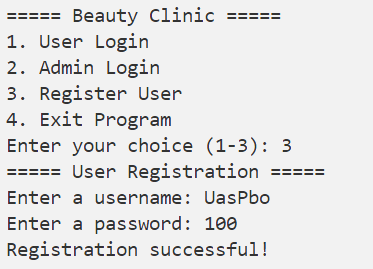 ===== Beauty Clinic =====
1. User Login
2. Admin Login
3. Register User
4. Exit Program
Enter your choice (1-3): 3
===== User Registration =====
Enter a username: UasPbo
Enter a password: 100
Registration successful!